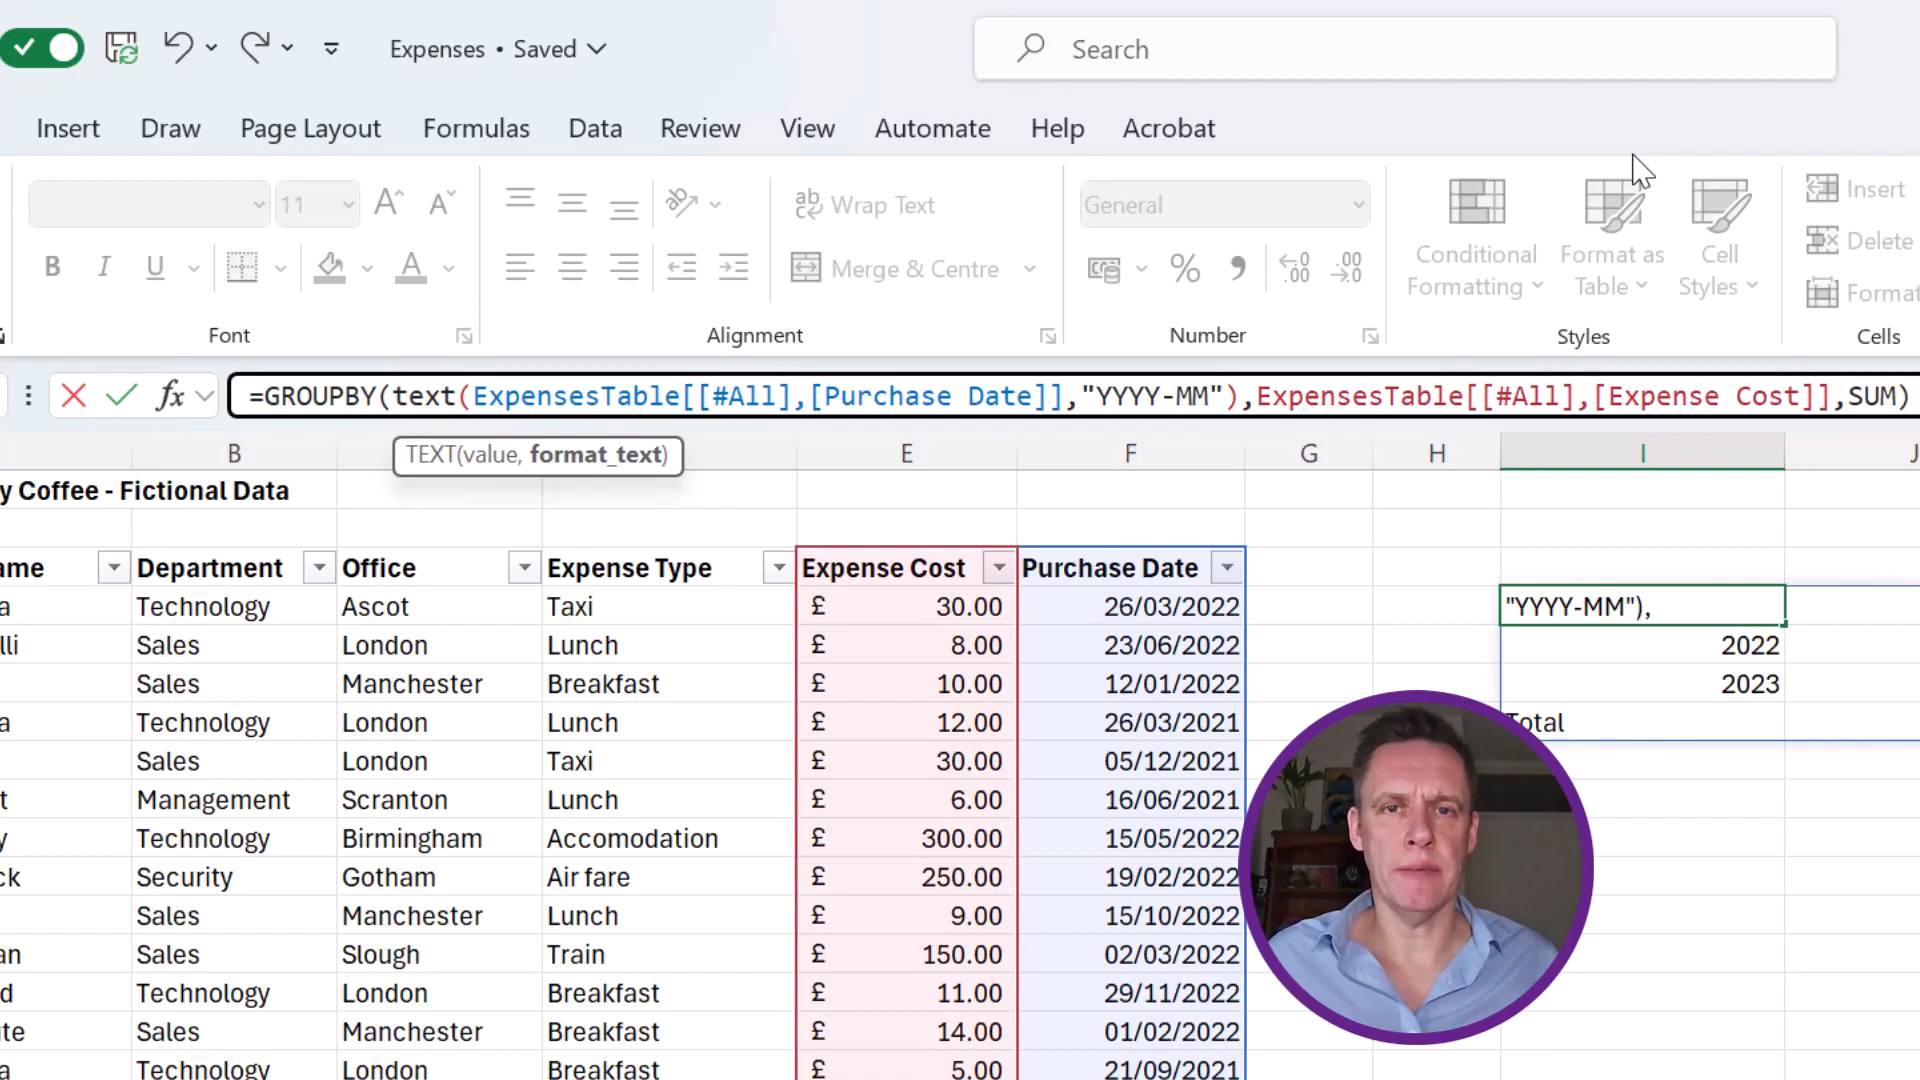 Expenses • Saved
Search
Insert Draw Page Layout Formulas Data Review View Automate Help Acrobat
11
Wrap Text
General
Insert
B I U
Merge & Centre
Conditional Formatting
Format as Table
Cell Styles
Delete
Format
Font
Alignment
Number
Styles
Cells
=GROUPBY(text(ExpensesTable[[#All],[Purchase Date]],"YYYY-MM"),ExpensesTable[[#All],[Expense Cost]],SUM)
TEXT(value, format_text)
B E F G H I J
y Coffee - Fictional Data
ame Department Office Expense Type Expense Cost Purchase Date
a Technology Ascot Taxi £ 30.00 26/03/2022 "YYYY-MM"),
lli Sales London Lunch £ 8.00 23/06/2022 2022
Sales Manchester Breakfast £ 10.00 12/01/2022 2023
a Technology London Lunch £ 12.00 26/03/2021 Total
Sales London Taxi £ 30.00 05/12/2021
t Management Scranton Lunch £ 6.00 16/06/2021
y Technology Birmingham Accomodation £ 300.00 15/05/2022
ck Security Gotham Air fare £ 250.00 19/02/2022
Sales Manchester Lunch £ 9.00 15/10/2022
an Sales Slough Train £ 150.00 02/03/2022
d Technology London Breakfast £ 11.00 29/11/2022
ute Sales Manchester Breakfast £ 14.00 01/02/2022
a Technology London Breakfast £ 5.00 21/09/2021